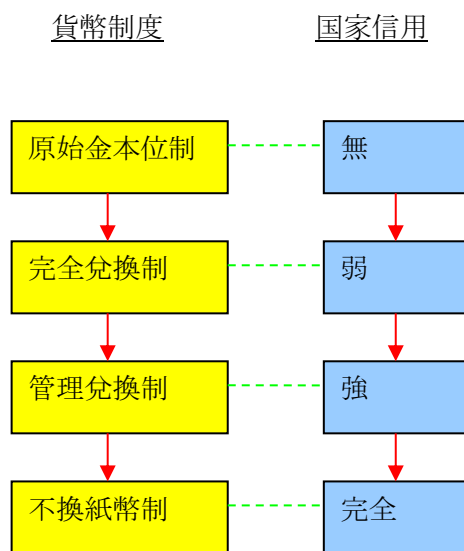 貨幣制度 国家信用
原始金本位制 無
完全兌換制 弱
管理兌換制 強
不換紙幣制 完全